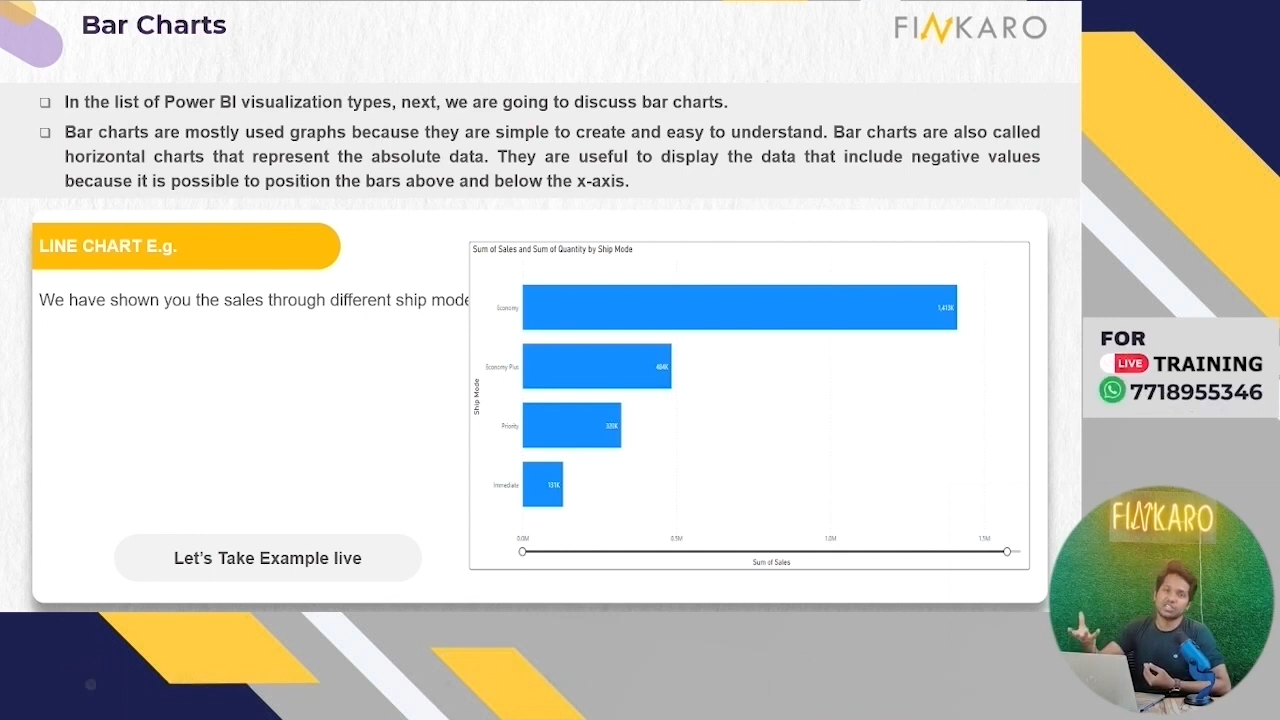 Bar Charts
FINKARO
❑ In the list of Power BI visualization types, next, we are going to discuss bar charts.
❑ Bar charts are mostly used graphs because they are simple to create and easy to understand. Bar charts are also called
horizontal charts that represent the absolute data. They are useful to display the data that include negative values
because it is possible to position the bars above and below the x-axis.
LINE CHART E.g.
We have shown you the sales through different ship mode
Let's Take Example live
Sum of Sales and Sum of Quantity by Ship Mode
Ship Mode
Economy
1,413K
Economy Plus
484K
Priority
320K
Immediate
131K
0.0M 0.5M 1.0M 1.5M
Sum of Sales
FOR
LIVE TRAINING
7718955346
FINKARO